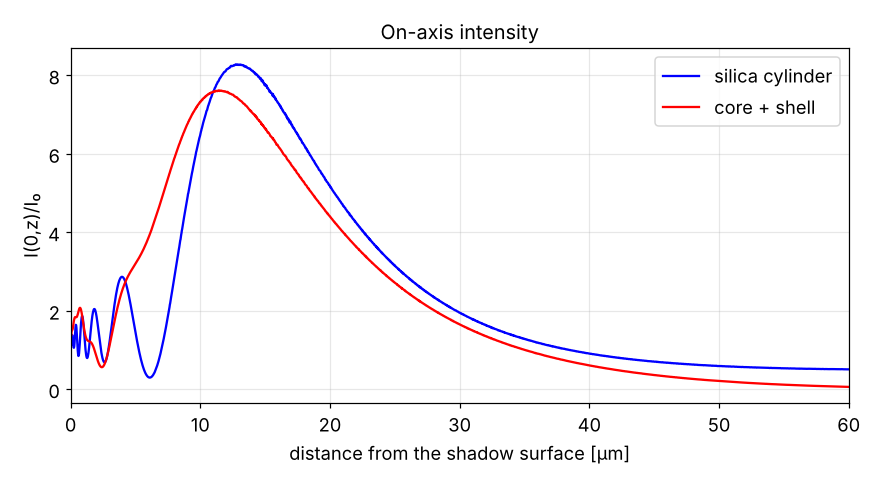 On-axis intensity
I(0,z)/I₀
8
6
4
2
0
0 10 20 30 40 50 60
distance from the shadow surface [µm]
silica cylinder
core + shell